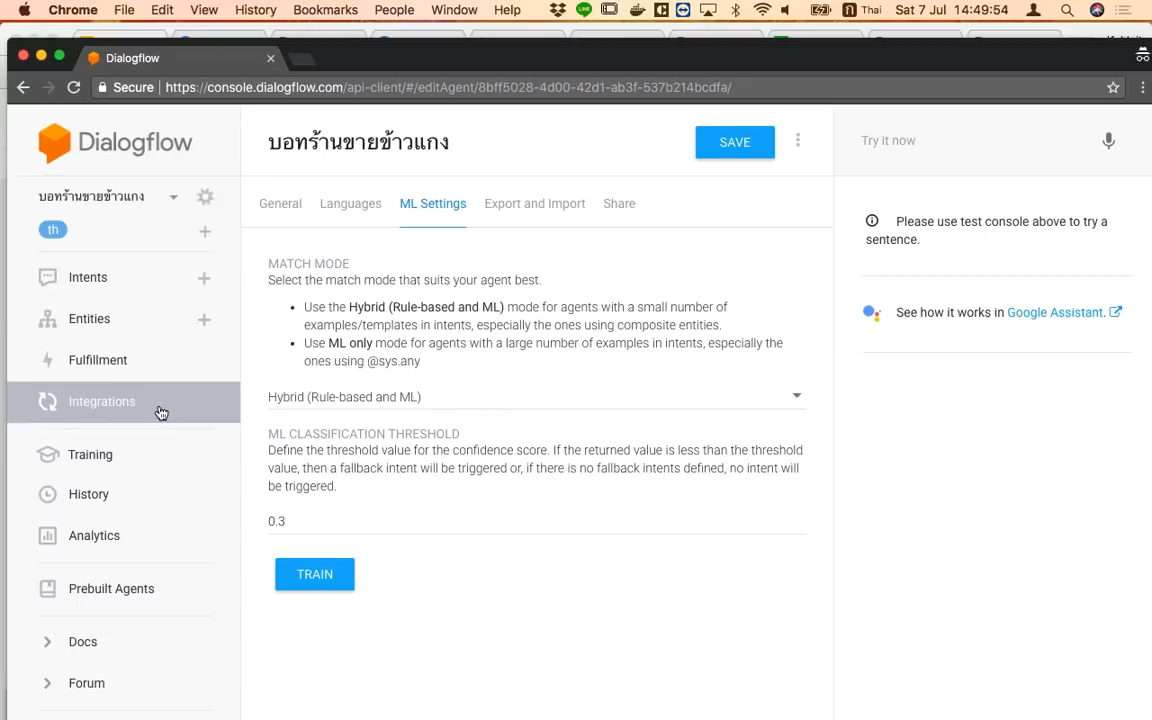 Chrome File Edit View History Bookmarks People Window Help Thai Sat 7 Jul 14:49:54
Dialogflow
Secure https://console.dialogflow.com/api-client/#/editAgent/8bff5028-4d00-42d1-ab3f-537b214bcdfa/
Dialogflow
บอทร้านขายข้าวแกง
th
Intents
Entities
Fulfillment
Integrations
Training
History
Analytics
Prebuilt Agents
Docs
Forum
บอทร้านขายข้าวแกง
SAVE
General Languages ML Settings Export and Import Share
MATCH MODE
Select the match mode that suits your agent best.
• Use the Hybrid (Rule-based and ML) mode for agents with a small number of
examples/templates in intents, especially the ones using composite entities.
• Use ML only mode for agents with a large number of examples in intents, especially the
ones using @sys.any
Hybrid (Rule-based and ML)
ML CLASSIFICATION THRESHOLD
Define the threshold value for the confidence score. If the returned value is less than the threshold
value, then a fallback intent will be triggered or, if there is no fallback intents defined, no intent will
be triggered.
0.3
TRAIN
Try it now
Please use test console above to try a
sentence.
See how it works in Google Assistant.